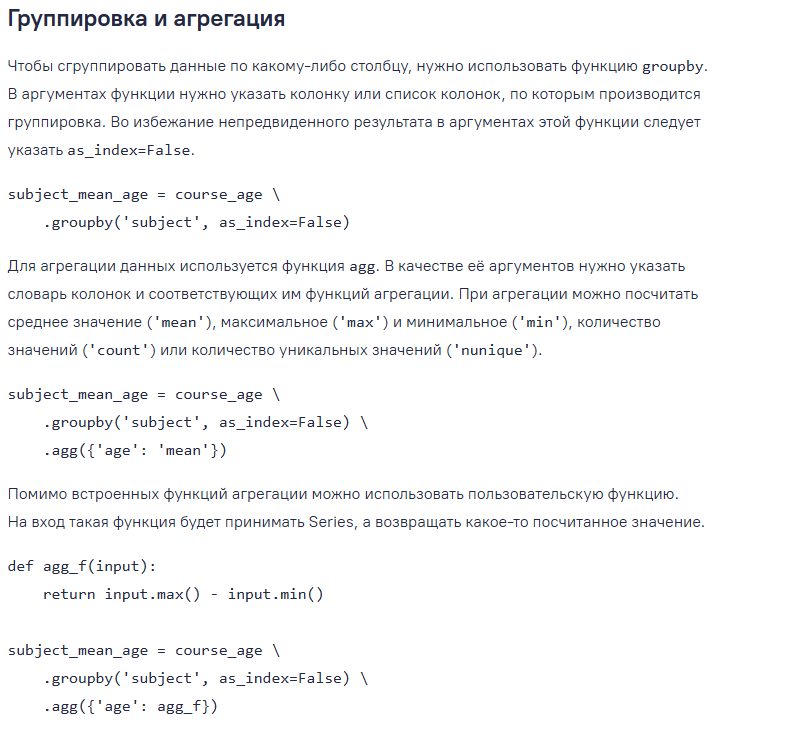 Группировка и агрегация
Чтобы сгруппировать данные по какому-либо столбцу, нужно использовать функцию groupby.
В аргументах функции нужно указать колонку или список колонок, по которым производится
группировка. Во избежание непредвиденного результата в аргументах этой функции следует
указать as_index=False.
subject_mean_age = course_age \
    .groupby('subject', as_index=False)
Для агрегации данных используется функция agg. В качестве её аргументов нужно указать
словарь колонок и соответствующих им функций агрегации. При агрегации можно посчитать
среднее значение ('mean'), максимальное ('max') и минимальное ('min'), количество
значений ('count') или количество уникальных значений ('nunique').
subject_mean_age = course_age \
    .groupby('subject', as_index=False) \
    .agg({'age': 'mean'})
Помимо встроенных функций агрегации можно использовать пользовательскую функцию.
На вход такая функция будет принимать Series, а возвращать какое-то посчитанное значение.
def agg_f(input):
    return input.max() - input.min()
subject_mean_age = course_age \
    .groupby('subject', as_index=False) \
    .agg({'age': agg_f})